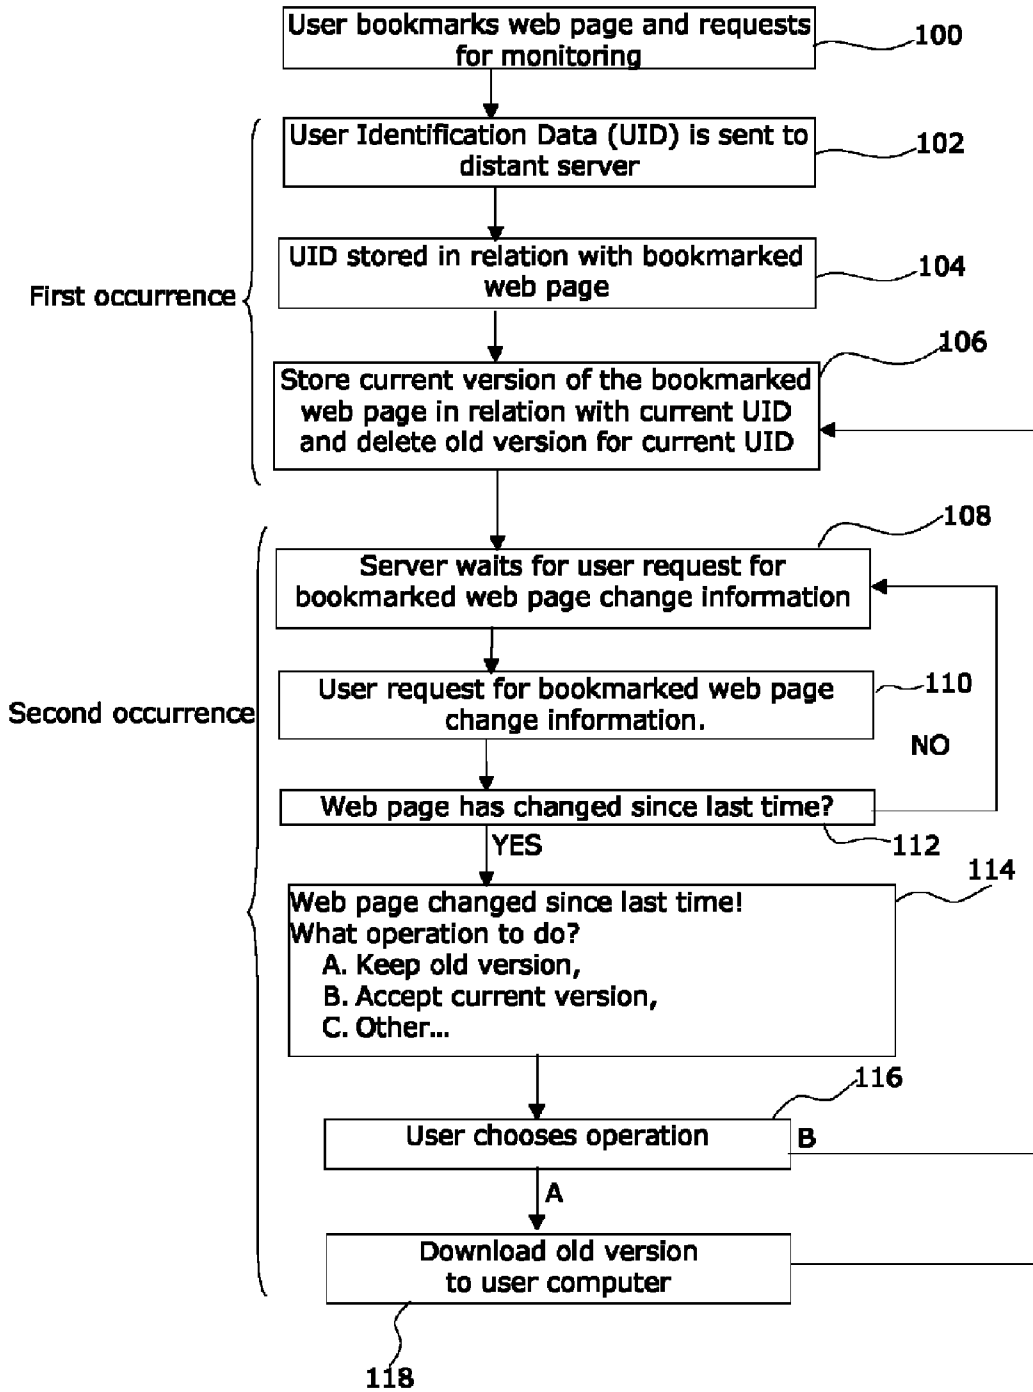 User bookmarks web page and requests
for monitoring
100
User Identification Data (UID) is sent to
distant server
102
UID stored in relation with bookmarked
web page
104
First occurrence
106
Store current version of the bookmarked
web page in relation with current UID
and delete old version for current UID
108
Server waits for user request for
bookmarked web page change information
User request for bookmarked web page
change information.
110
Second occurrence
NO
Web page has changed since last time?
112
YES
114
Web page changed since last time!
What operation to do?
A. Keep old version,
B. Accept current version,
C. Other...
116
User chooses operation
B
A
Download old version
to user computer
118